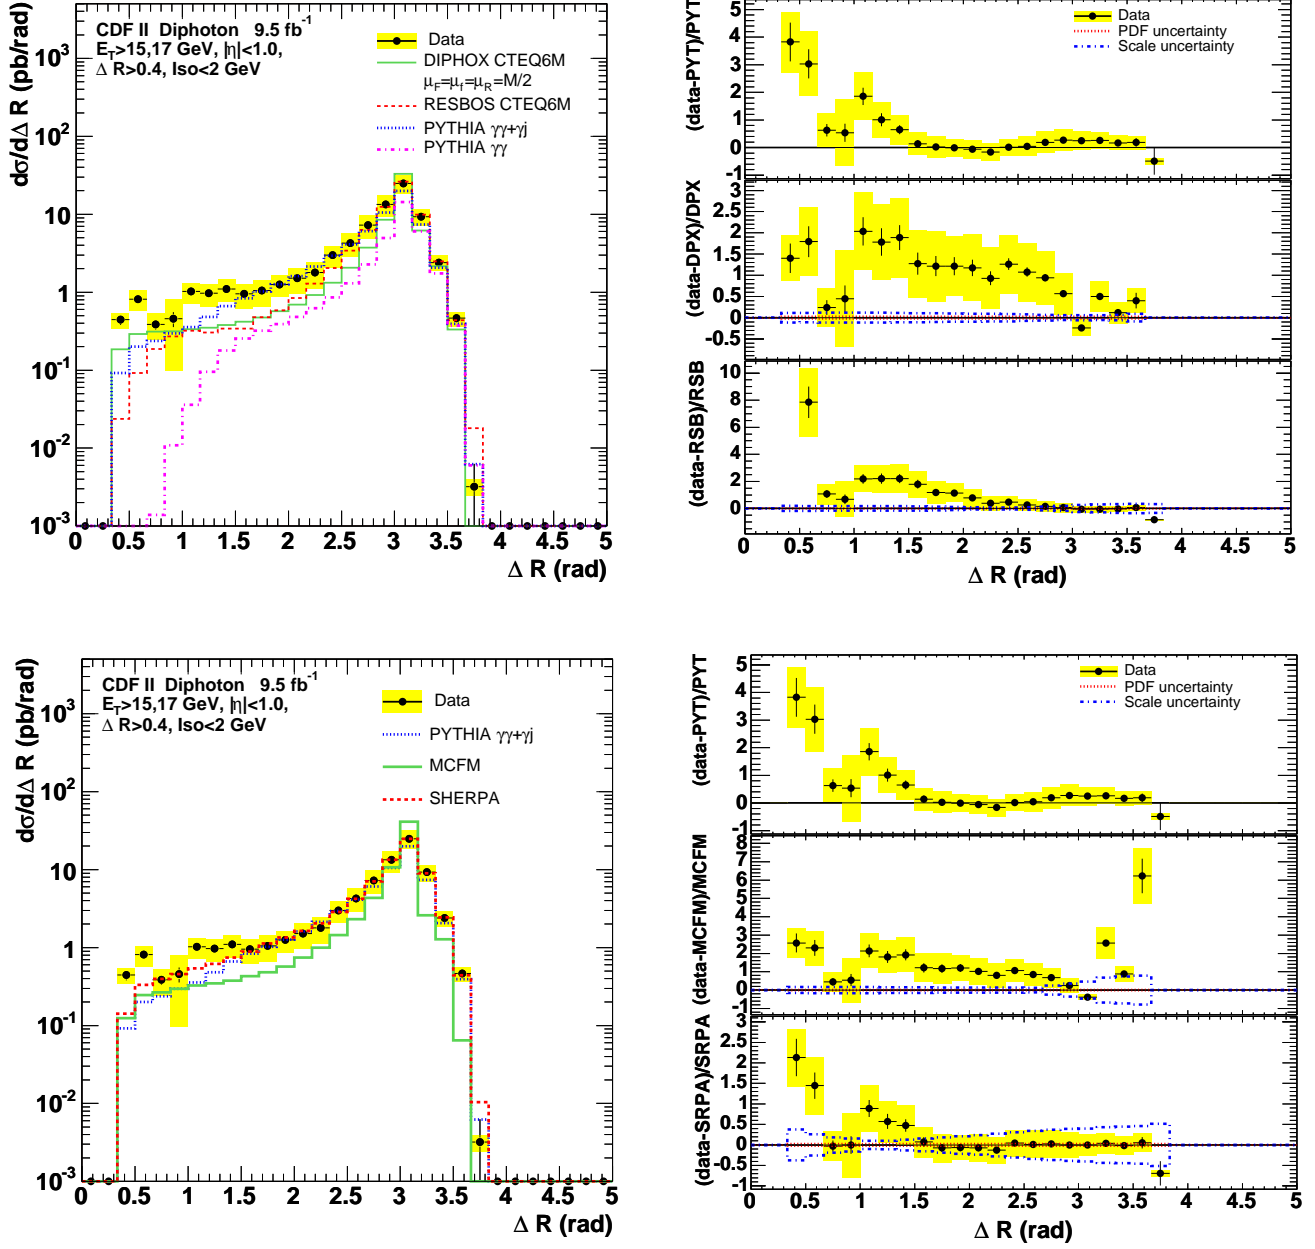 CDF II Diphoton 9.5 fb⁻¹
E_T>15,17 GeV, |η|<1.0,
Δ R>0.4, Iso<2 GeV
Data
DIPHOX CTEQ6M
μ_F=μ_f=μ_R=M/2
RESBOS CTEQ6M
PYTHIA γγ+γj
PYTHIA γγ
dσ/dΔ R (pb/rad)
10³
10²
10
1
10⁻¹
10⁻²
10⁻³
0 0.5 1 1.5 2 2.5 3 3.5 4 4.5 5
Δ R (rad)
(data-PYT)/PYT
5
4
3
2
1
0
-1
Data
PDF uncertainty
Scale uncertainty
(data-DPX)/DPX
3
2.5
2
1.5
1
0.5
0
-0.5
(data-RSB)/RSB
10
8
6
4
2
0
0 0.5 1 1.5 2 2.5 3 3.5 4 4.5 5
Δ R (rad)
CDF II Diphoton 9.5 fb⁻¹
E_T>15,17 GeV, |η|<1.0,
Δ R>0.4, Iso<2 GeV
Data
PYTHIA γγ+γj
MCFM
SHERPA
dσ/dΔ R (pb/rad)
10³
10²
10
1
10⁻¹
10⁻²
10⁻³
0 0.5 1 1.5 2 2.5 3 3.5 4 4.5 5
Δ R (rad)
(data-PYT)/PYT
5
4
3
2
1
0
-1
Data
PDF uncertainty
Scale uncertainty
(data-MCFM)/MCFM
8
7
6
5
4
3
2
1
0
-1
(data-SRPA)/SRPA
3
2.5
2
1.5
1
0.5
0
-0.5
-1
0 0.5 1 1.5 2 2.5 3 3.5 4 4.5 5
Δ R (rad)